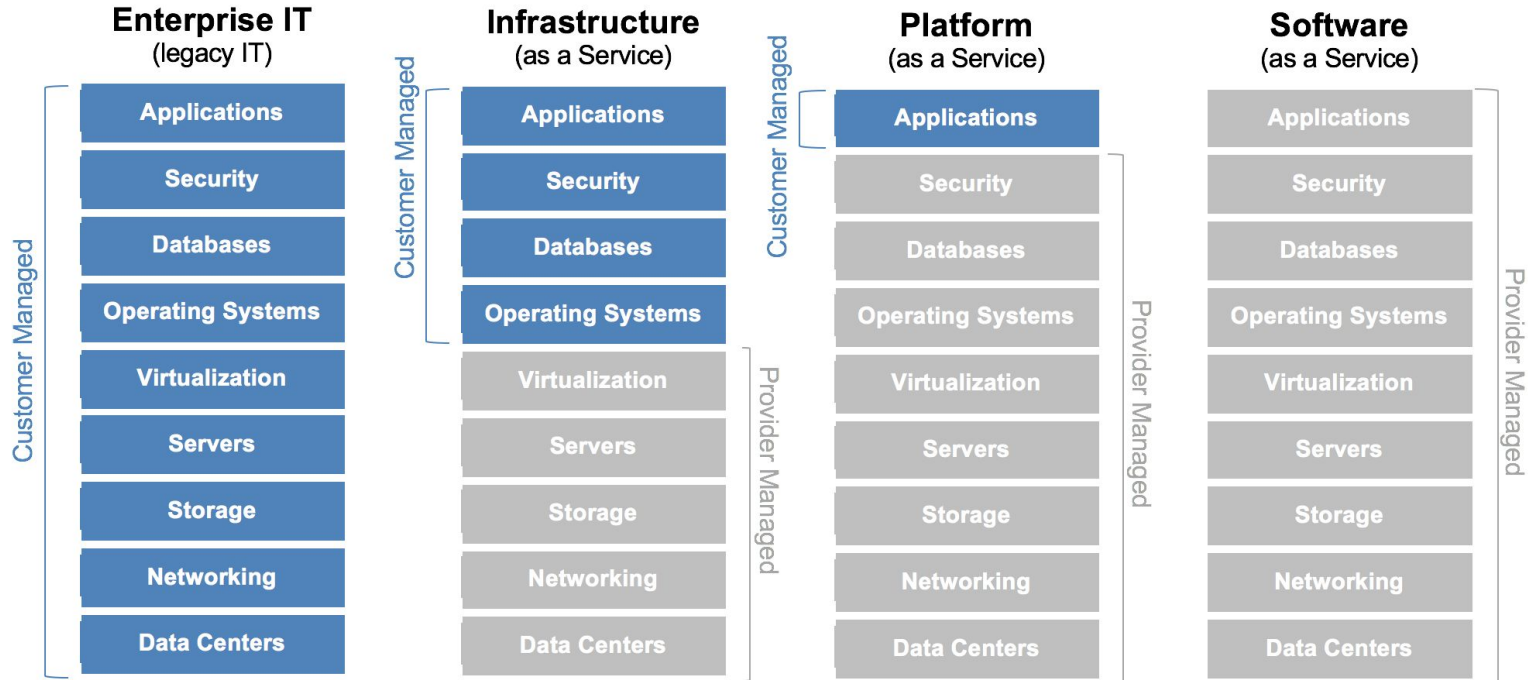 Enterprise IT
(legacy IT)
Customer Managed
Applications
Security
Databases
Operating Systems
Virtualization
Servers
Storage
Networking
Data Centers
Infrastructure
(as a Service)
Customer Managed
Applications
Security
Databases
Operating Systems
Virtualization
Servers
Storage
Networking
Data Centers
Provider Managed
Platform
(as a Service)
Customer Managed
Applications
Security
Databases
Operating Systems
Virtualization
Servers
Storage
Networking
Data Centers
Provider Managed
Software
(as a Service)
Applications
Security
Databases
Operating Systems
Virtualization
Servers
Storage
Networking
Data Centers
Provider Managed